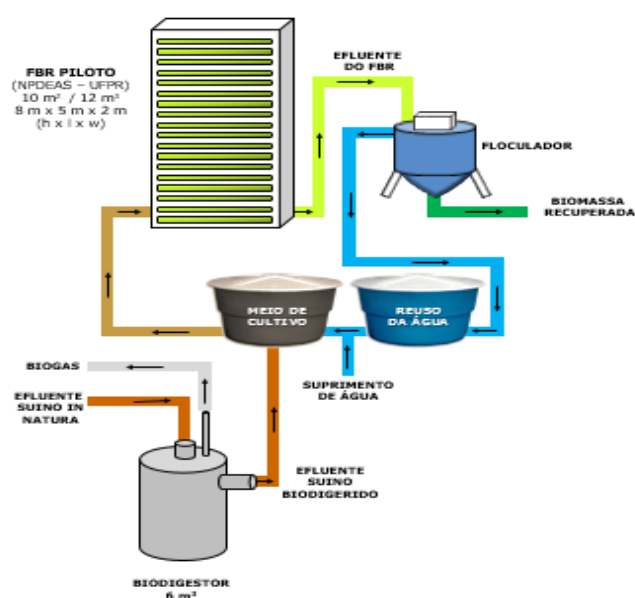 FBR PILOTO
(NPDEAS – UFPR)
10 m² / 12 m³
8 m x 5 m x 2 m
(h x l x w)
EFLUENTE
DO FBR
FLOCULADOR
BIOMASSA
RECUPERADA
MEIO DE
CULTIVO
REUSO
DA ÁGUA
SUPRIMENTO
DE ÁGUA
BIOGAS
EFLUENTE
SUINO IN
NATURA
EFLUENTE
SUINO
BIODIGERIDO
BIODIGESTOR
6 m³